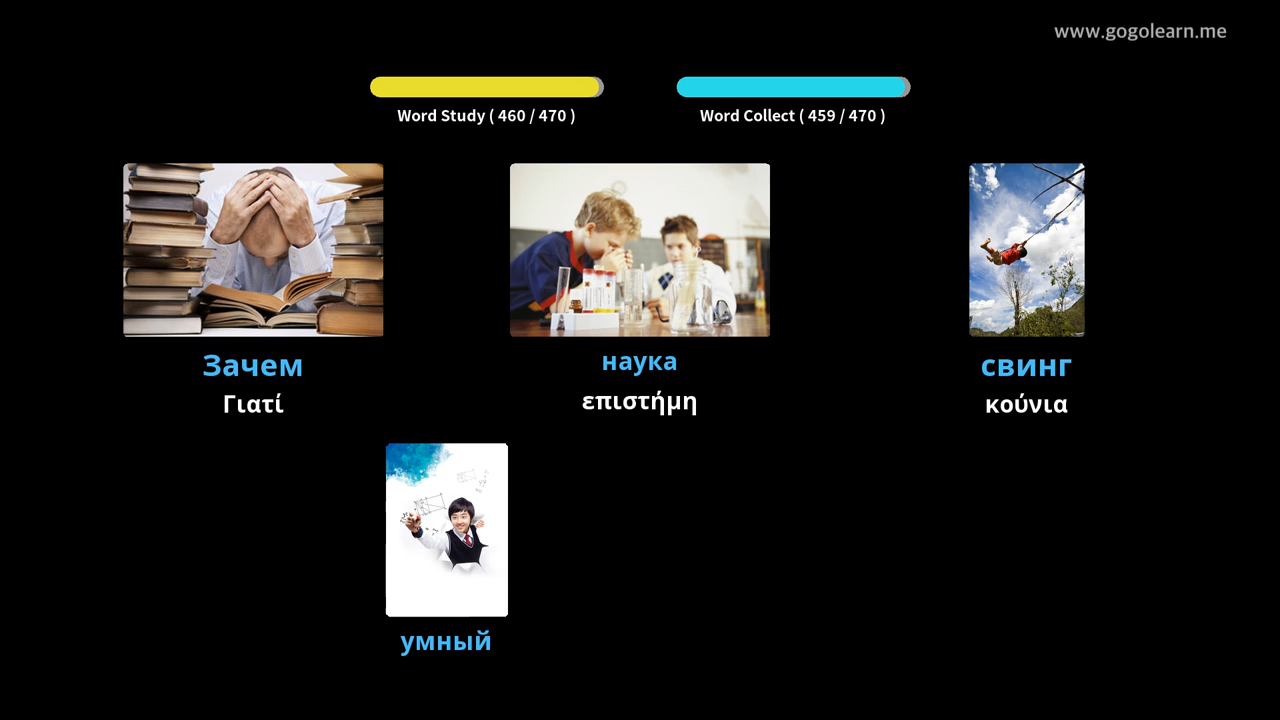 www.gogolearn.me
Word Study ( 460 / 470 )
Word Collect ( 459 / 470 )
Зачем
Γιατί
наука
επιστήμη
свинг
κούνια
умный